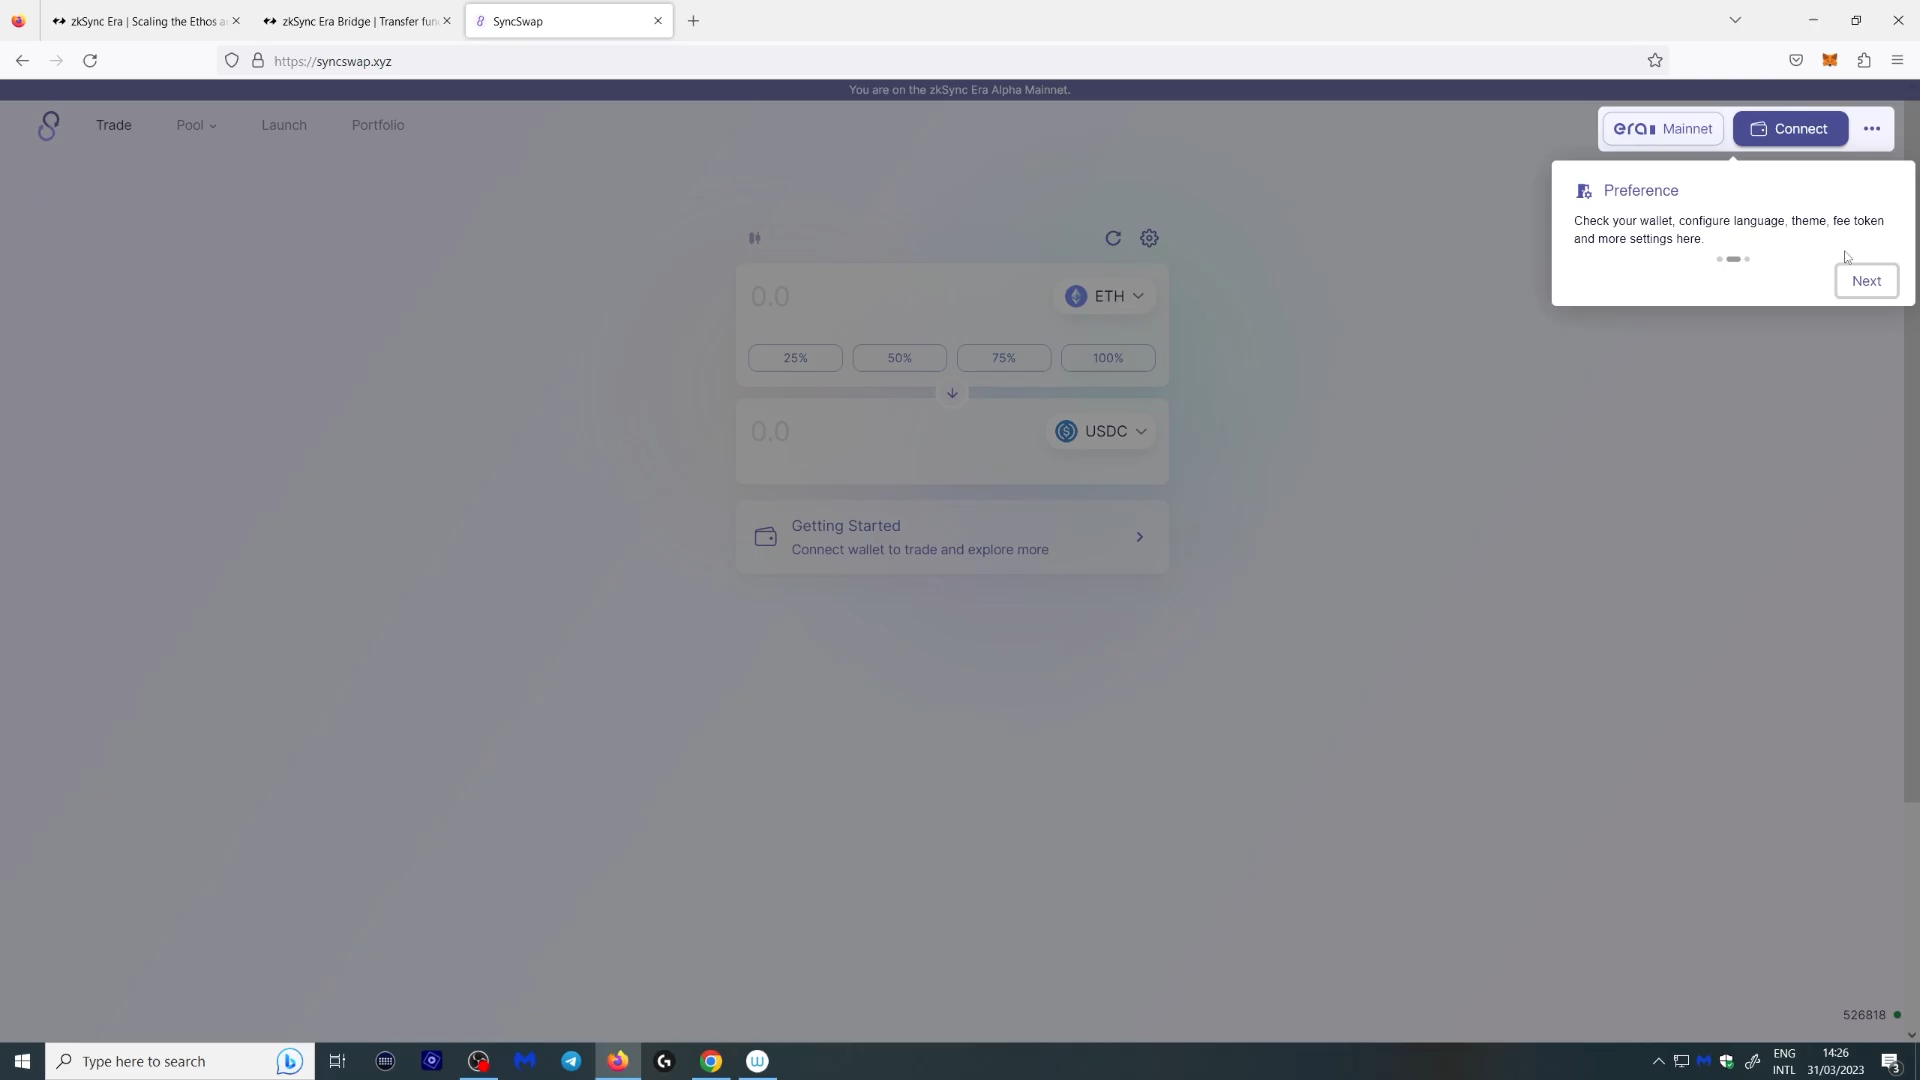 zkSync Era | Scaling the Ethos a
zkSync Era Bridge | Transfer fun
SyncSwap
https://syncswap.xyz
You are on the zkSync Era Alpha Mainnet.
Trade
Pool
Launch
Portfolio
era Mainnet
Connect
Preference
Check your wallet, configure language, theme, fee token
and more settings here.
Next
0.0
ETH
25%
50%
75%
100%
0.0
USDC
Getting Started
Connect wallet to trade and explore more
526818
Type here to search
ENG
INTL
14:26
31/03/2023
3